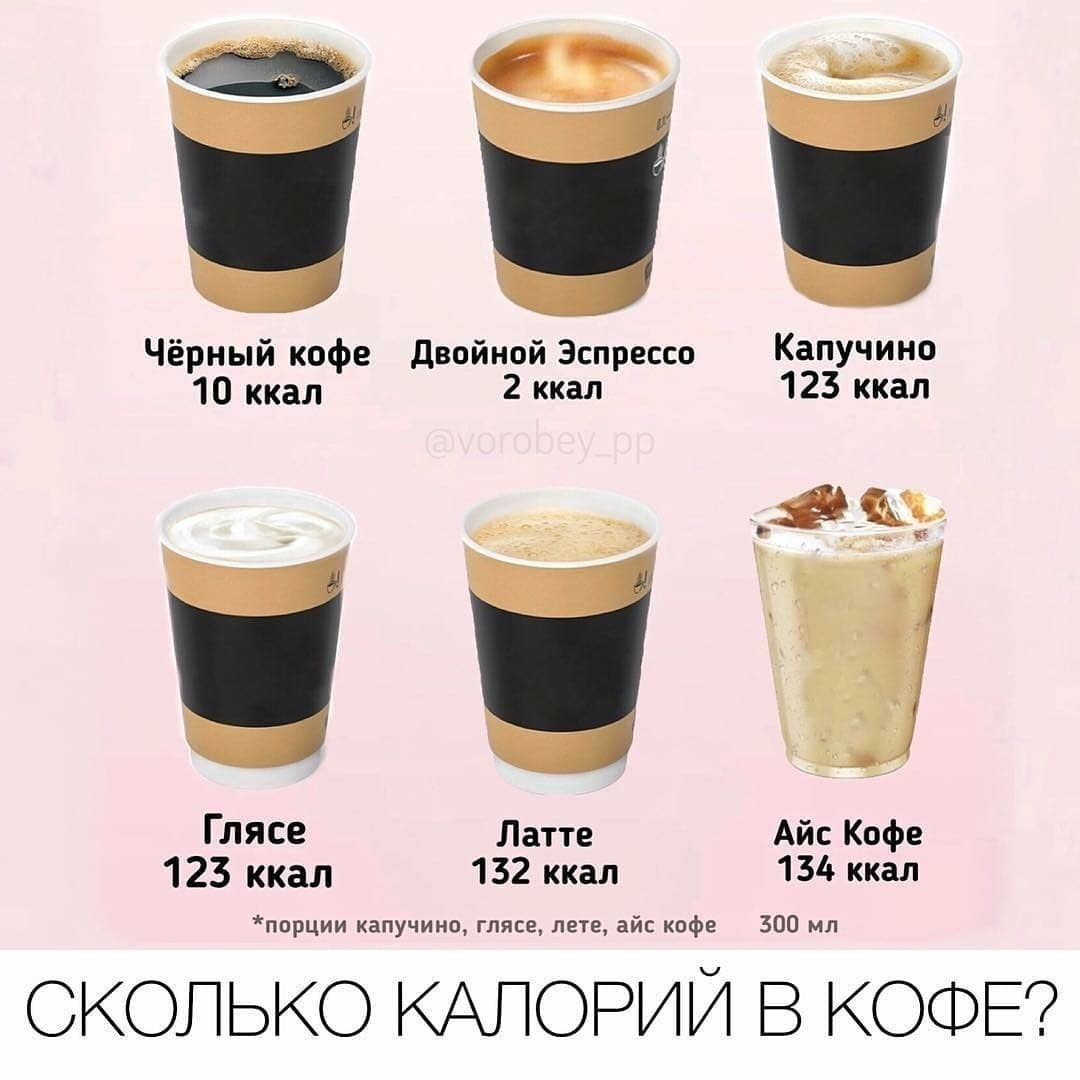 Чёрный кофе
10 ккал
Двойной Эспрессо
2 ккал
Капучино
123 ккал
@vorobey_pp
Глясе
123 ккал
Латте
132 ккал
Айс Кофе
134 ккал
*порции капучино, глясе, лете, айс кофе 300 мл
СКОЛЬКО КАЛОРИЙ В КОФЕ?